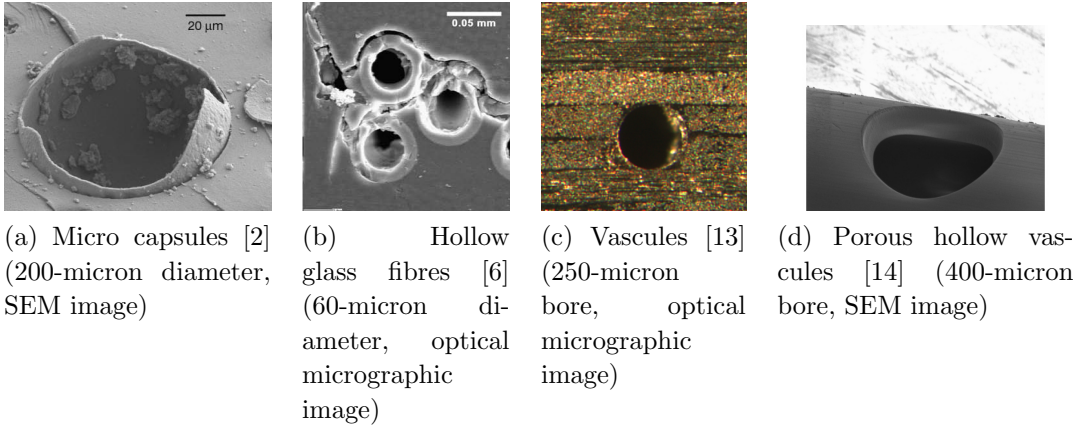 20 μm
0.05 mm
(a) Micro capsules [2]
(200-micron diameter,
SEM image)
(b) Hollow
glass fibres [6]
(60-micron di-
ameter, optical
micrographic
image)
(c) Vascules [13]
(250-micron
bore, optical
micrographic
image)
(d) Porous hollow vas-
cules [14] (400-micron
bore, SEM image)